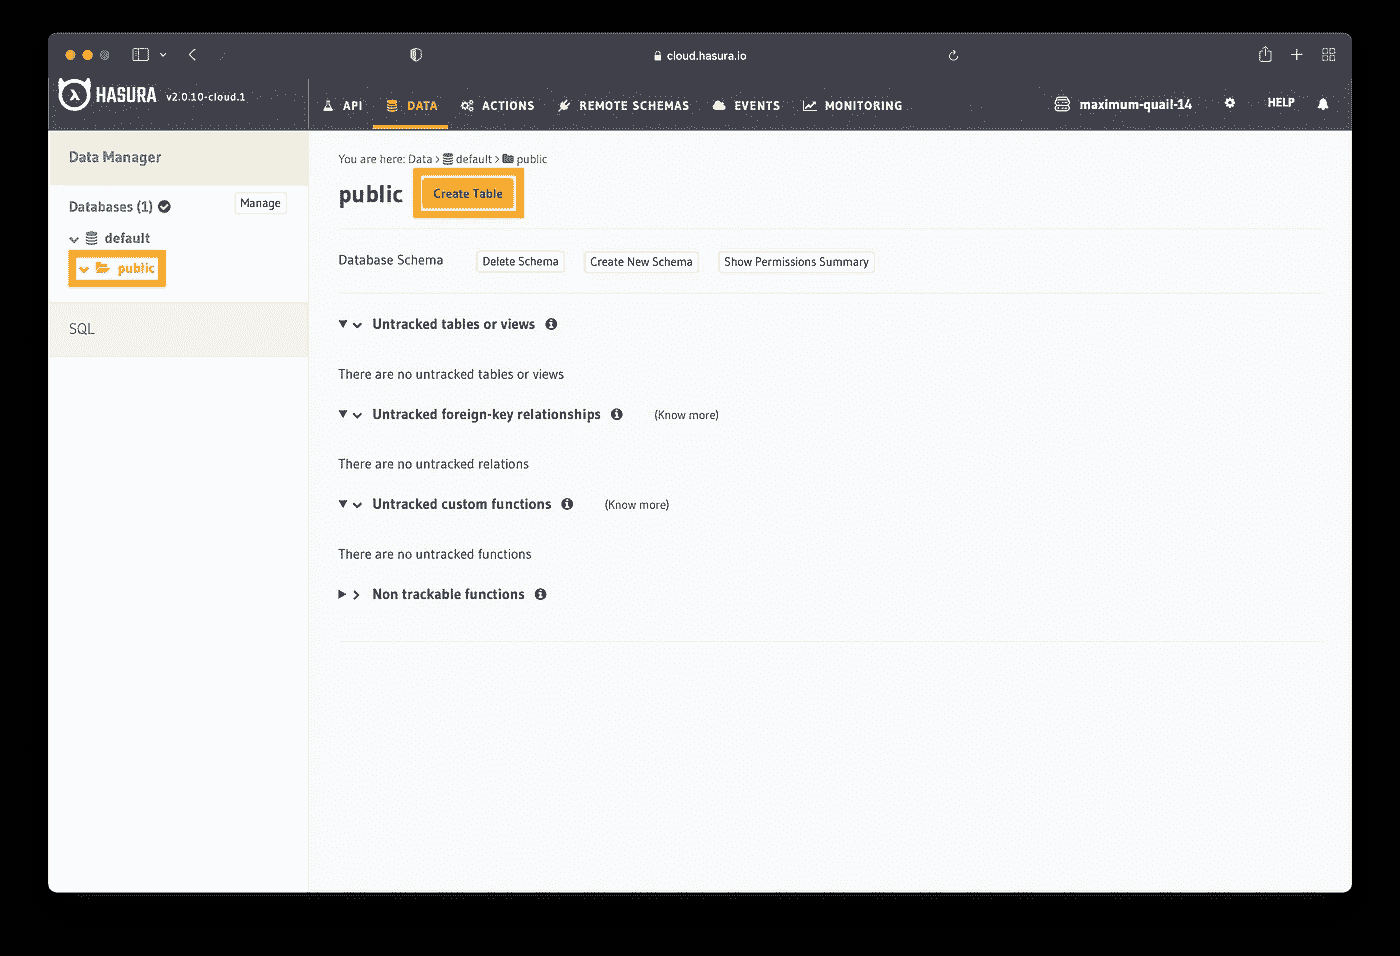 cloud.hasura.io
HASURA v2.0.10-cloud.1
API DATA ACTIONS REMOTE SCHEMAS EVENTS MONITORING maximum-quail-14 HELP
Data Manager
You are here: Data > default > public
public Create Table
Databases (1) Manage
default
public
Database Schema Delete Schema Create New Schema Show Permissions Summary
SQL
Untracked tables or views
There are no untracked tables or views
Untracked foreign-key relationships (Know more)
There are no untracked relations
Untracked custom functions (Know more)
There are no untracked functions
Non trackable functions